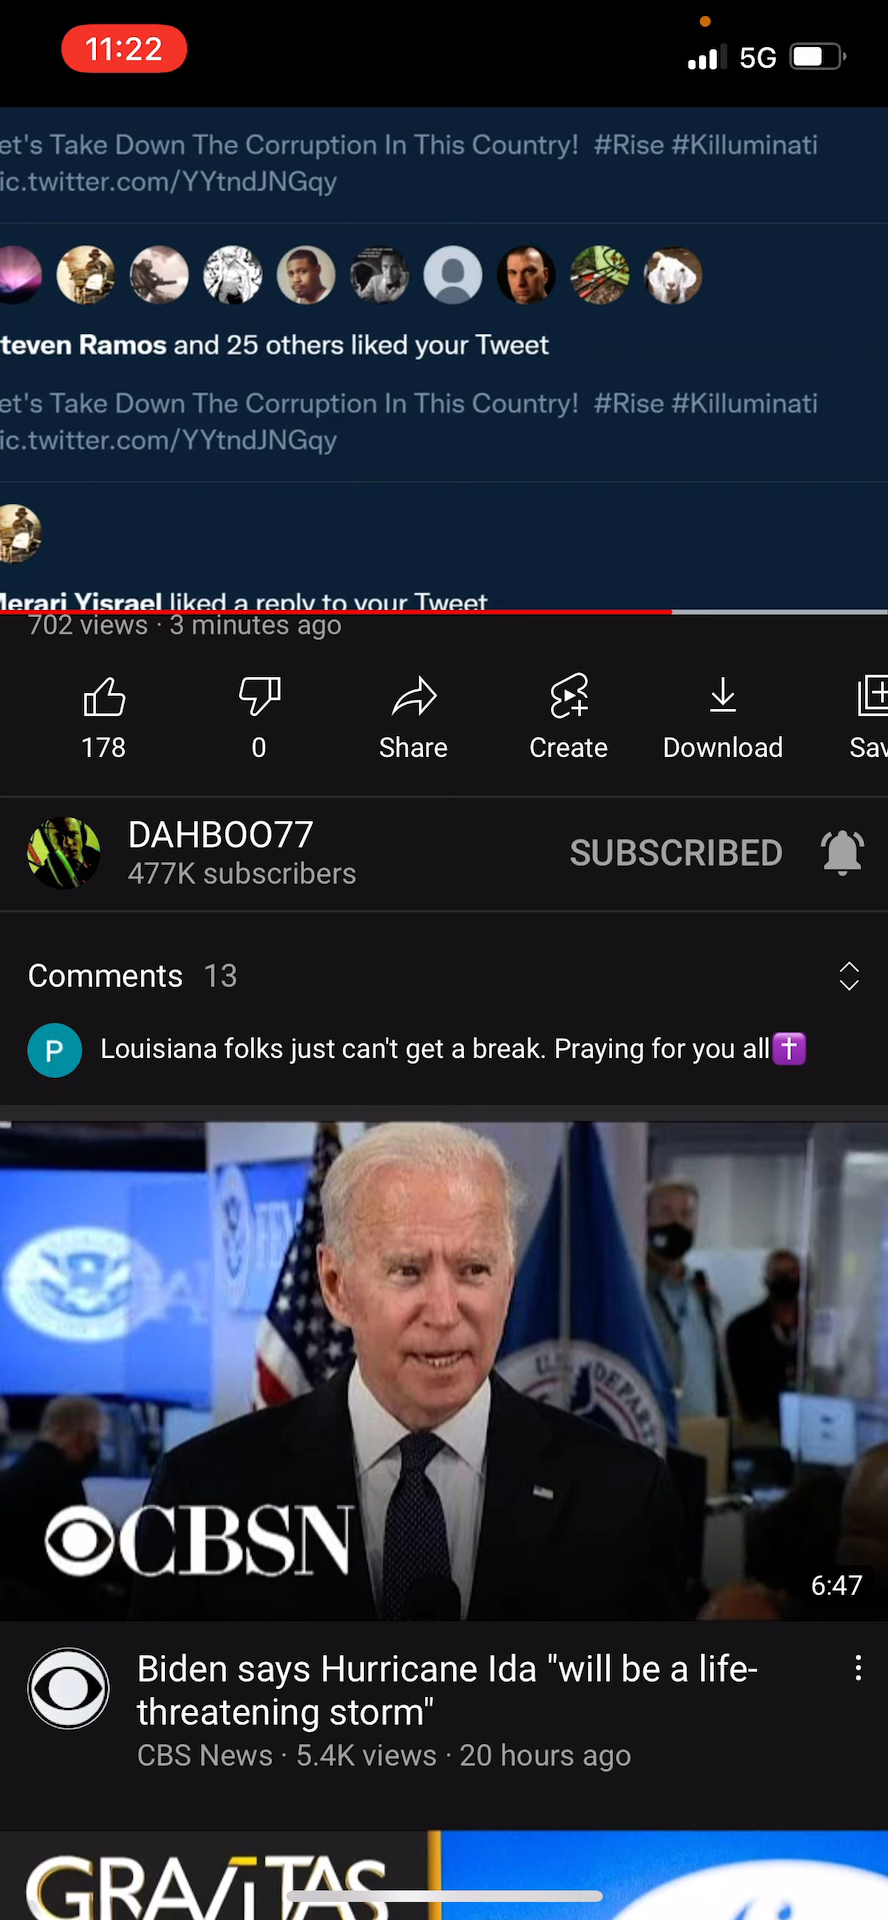 11:22
5G
et's Take Down The Corruption In This Country! #Rise #Killuminati
ic.twitter.com/YYtndJNGqy
teven Ramos and 25 others liked your Tweet
et's Take Down The Corruption In This Country! #Rise #Killuminati
ic.twitter.com/YYtndJNGqy
Merari Yisrael liked a reply to your Tweet
702 views · 3 minutes ago
178
0
Share
Create
Download
Sav
DAHBOO77
477K subscribers
SUBSCRIBED
Comments 13
P
Louisiana folks just can't get a break. Praying for you all✝️
U.S. DEPART
CBSN
6:47
Biden says Hurricane Ida "will be a life-
threatening storm"
CBS News · 5.4K views · 20 hours ago
GRAVITAS